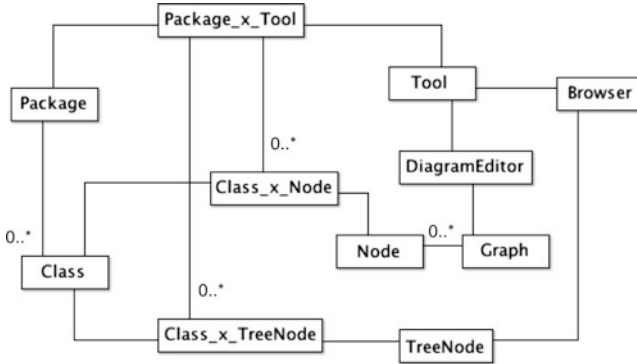 Package_x_Tool
Tool
Browser
Package
0..*
DiagramEditor
Class_x_Node
0..*
Node
0..*
Graph
Class
0..*
Class_x_TreeNode
TreeNode